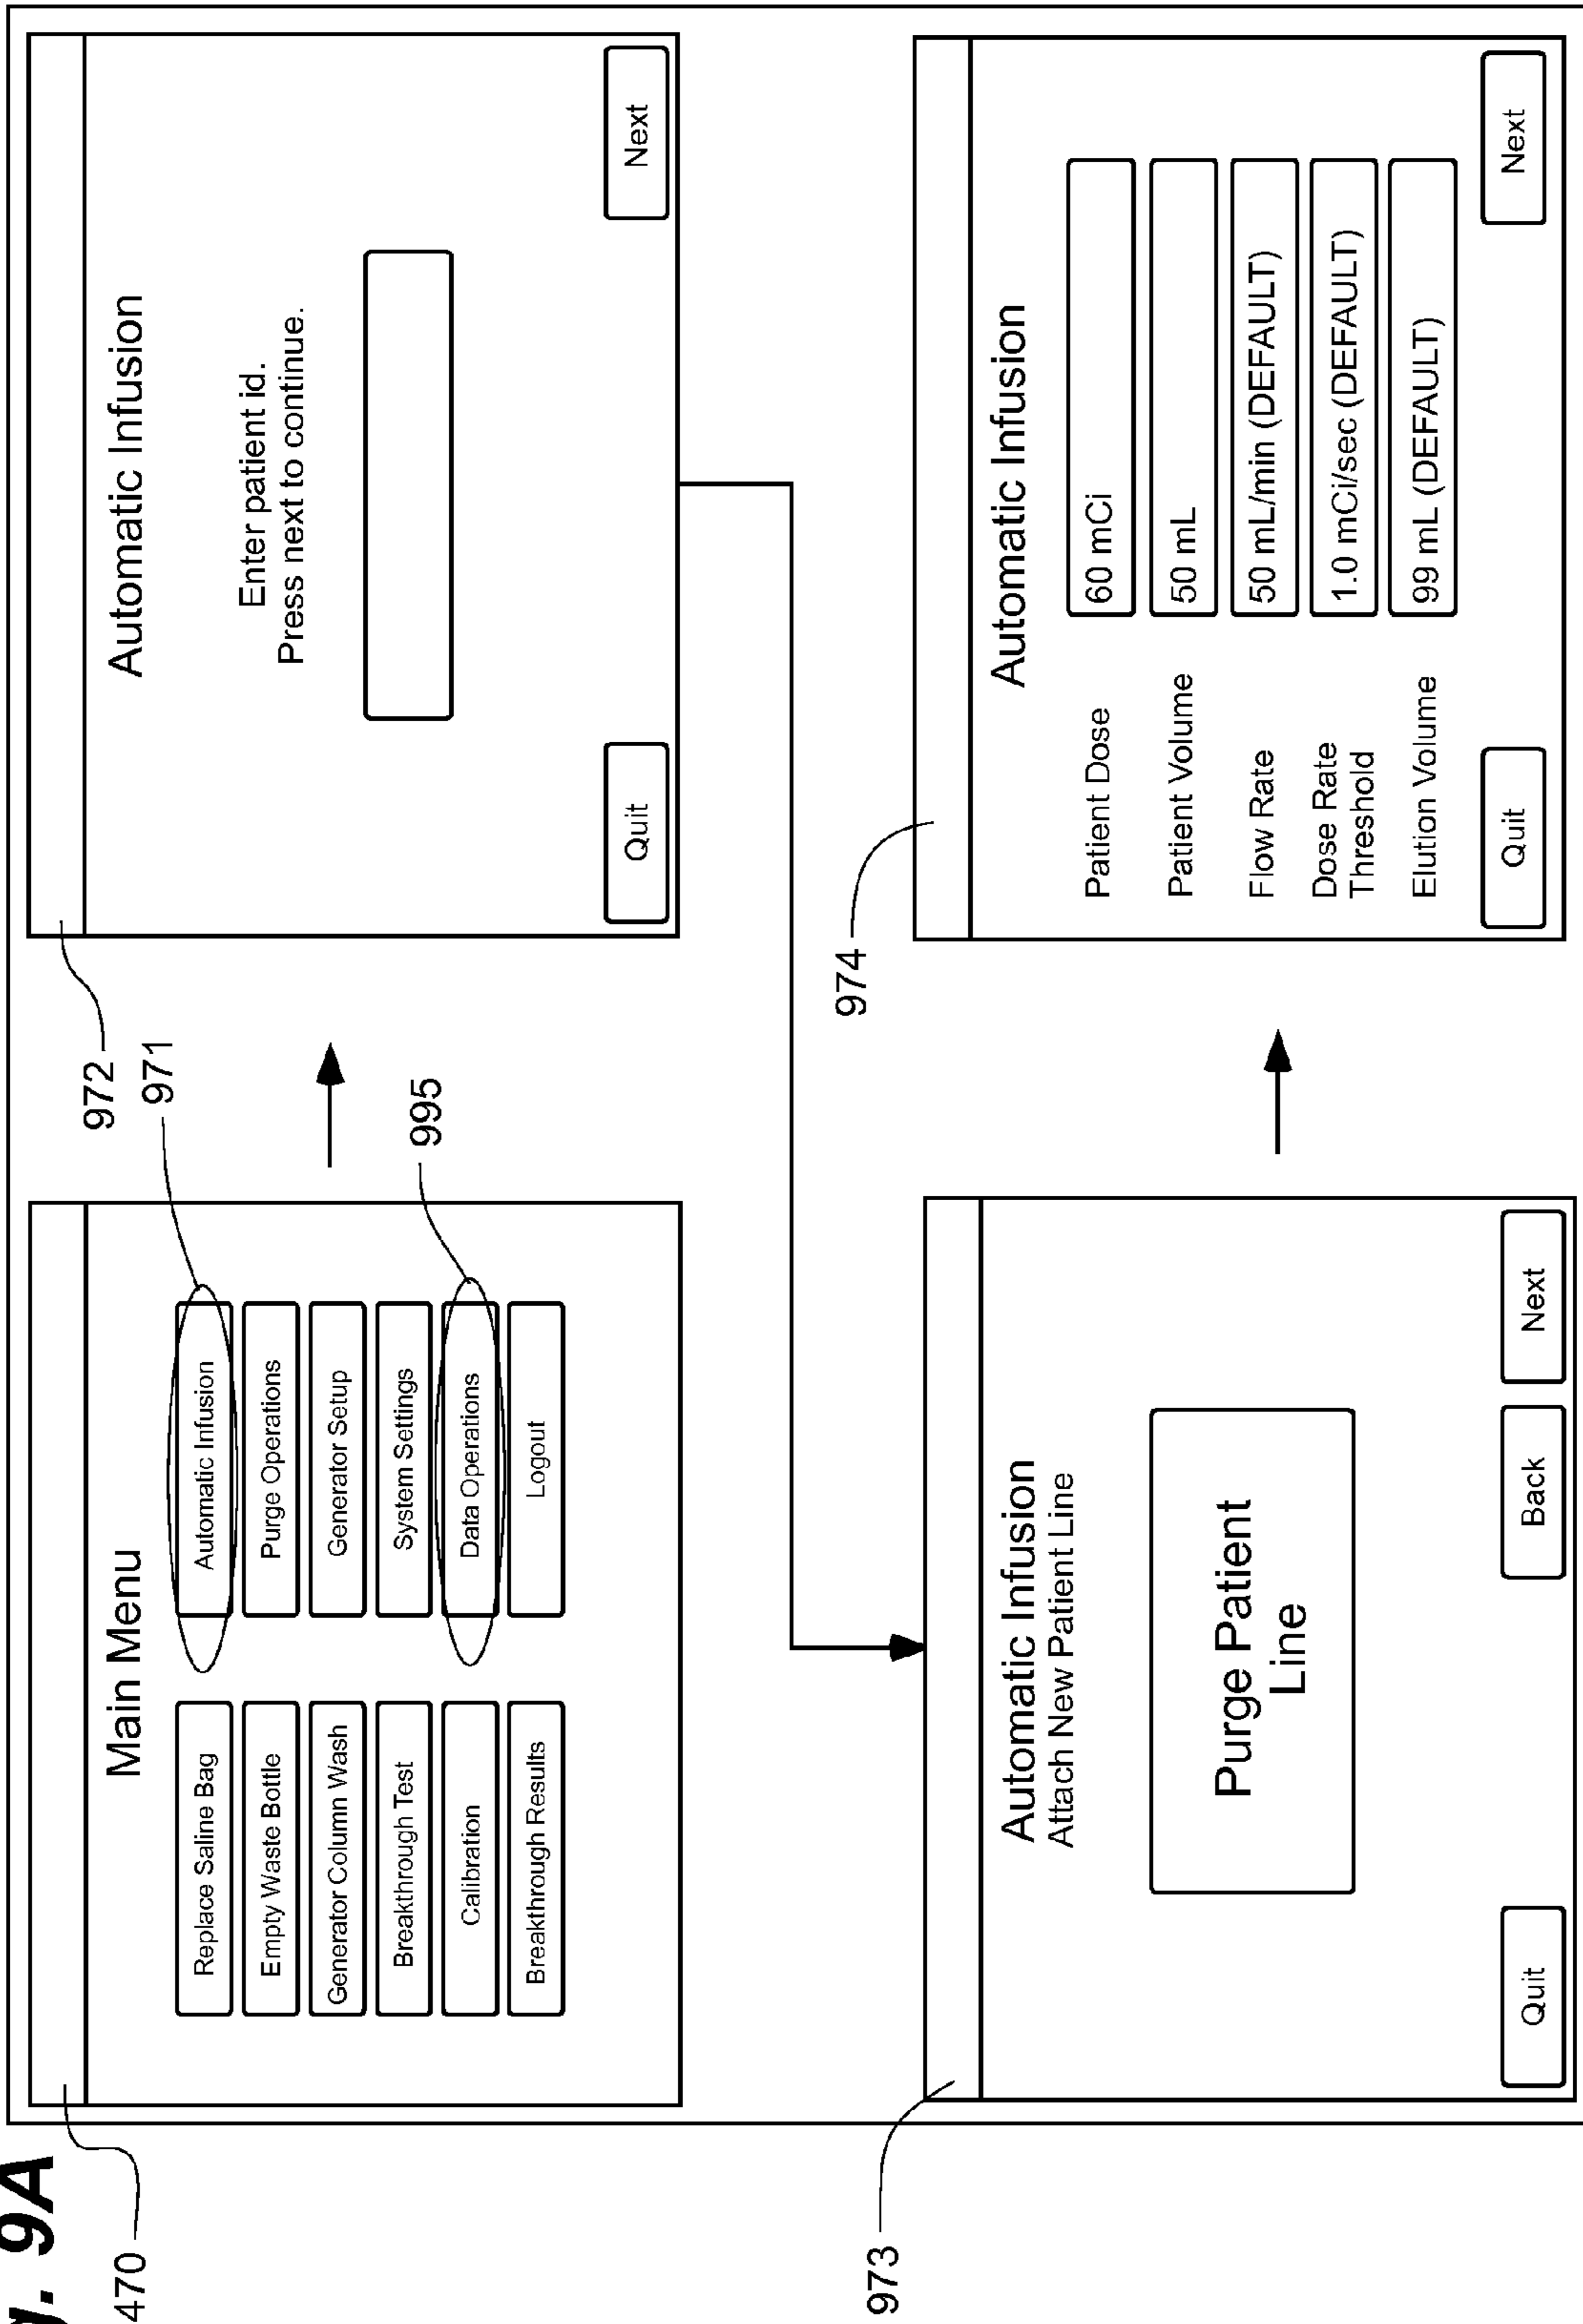 g. 9A
470
Main Menu
Replace Saline Bag
Automatic Infusion
Empty Waste Bottle
Purge Operations
Generator Column Wash
Generator Setup
Breakthrough Test
System Settings
Calibration
Data Operations
Breakthrough Results
Logout
972
971
995
Automatic Infusion
Enter patient id.
Press next to continue.
Quit
Next
973
Automatic Infusion
Attach New Patient Line
Purge Patient
Line
Quit
Back
Next
974
Automatic Infusion
Patient Dose
60 mCi
Patient Volume
50 mL
Flow Rate
50 mL/min (DEFAULT)
Dose Rate
Threshold
1.0 mCi/sec (DEFAULT)
Elution Volume
99 mL (DEFAULT)
Quit
Next